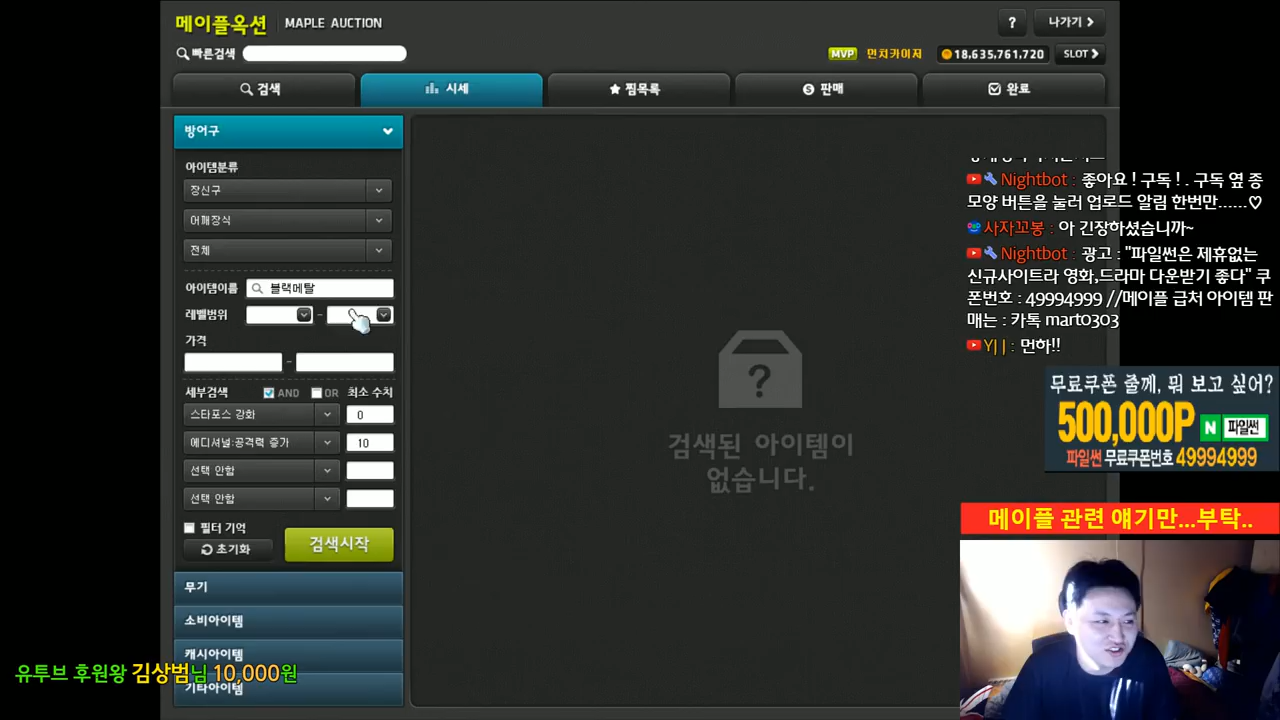 메이플옥션 MAPLE AUCTION
? 나가기
빠른검색
MVP 먼치카이저 18,635,761,720 SLOT
검색 시세 찜목록 판매 완료
방어구
아이템분류
장신구
어깨장식
전체
아이템이름 블랙메탈
레벨범위 -
가격
-
세부검색 AND OR 최소 수치
스타포스 강화 0
에디셔널:공격력 증가 10
선택 안함
선택 안함
필터 기억
초기화 검색시작
무기
소비아이템
캐시아이템
기타아이템
?
검색된 아이템이
없습니다.
Nightbot : 좋아요 ! 구독 ! . 구독 옆 종
모양 버튼을 눌러 업로드 알림 한번만......♡
사자꼬봉 : 아 긴장하셨습니까~
Nightbot : 광고 : "파일썬은 제휴없는
신규사이트라 영화,드라마 다운받기 좋다" 쿠
폰번호 : 49994999 //메이플 급처 아이템 판
매는 : 카톡 mart0303
Y| | : 먼하!!
무료쿠폰 줄께, 뭐 보고 싶어?
500,000P N 파일썬
파일썬 무료쿠폰번호 49994999
메이플 관련 얘기만...부탁..
유투브 후원왕 김상범님 10,000원